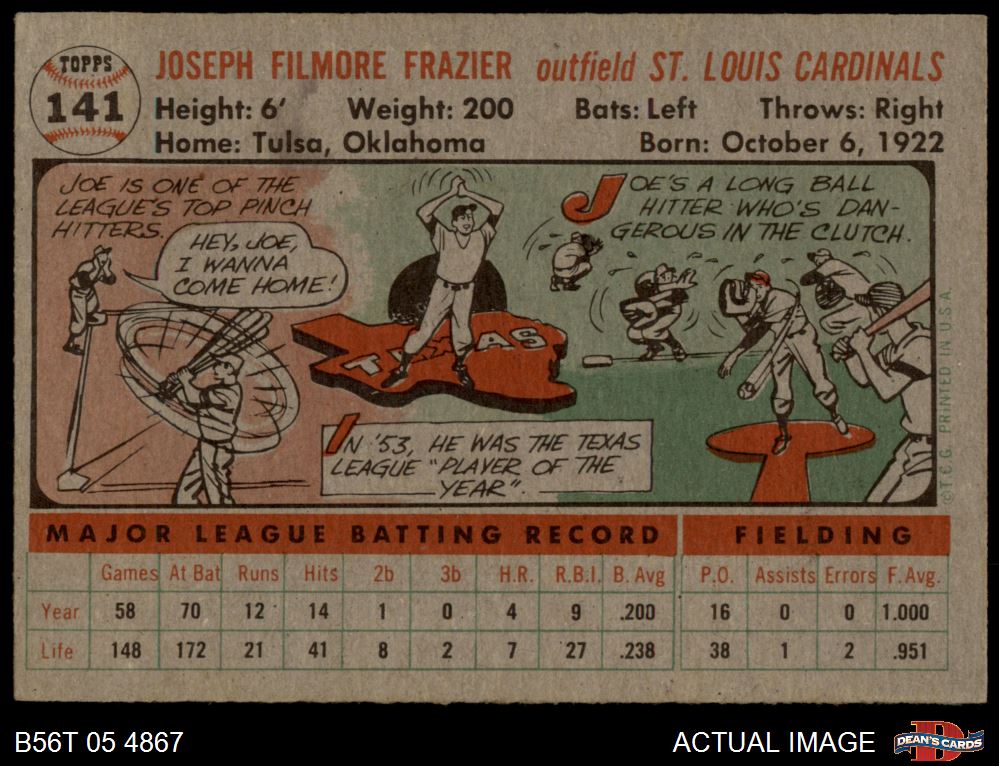 TOPPS
141
JOSEPH FILMORE FRAZIER outfield ST. LOUIS CARDINALS
Height: 6' Weight: 200 Bats: Left Throws: Right
Home: Tulsa, Oklahoma Born: October 6, 1922
JOE IS ONE OF THE
LEAGUE'S TOP PINCH
HITTERS.
HEY, JOE,
I WANNA
COME HOME!
TEXAS
IN '53, HE WAS THE TEXAS
LEAGUE "PLAYER OF THE
YEAR".
JOE'S A LONG BALL
HITTER WHO'S DAN-
GEROUS IN THE CLUTCH.
©T.C.G. PRINTED IN U.S.A.
MAJOR LEAGUE BATTING RECORD FIELDING
Games At Bat Runs Hits 2b 3b H.R. R.B.I. B. Avg P.O. Assists Errors F. Avg.
Year 58 70 12 14 1 0 4 9 .200 16 0 0 1.000
Life 148 172 21 41 8 2 7 27 .238 38 1 2 .951
B56T 05 4867 ACTUAL IMAGE DEAN'S CARDS